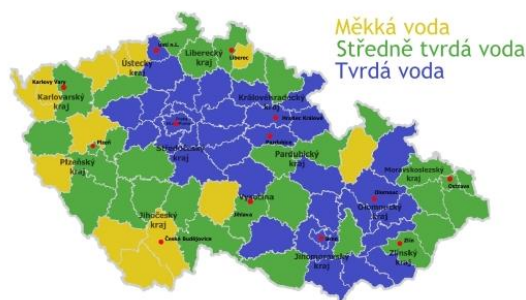 Měkká voda
Středně tvrdá voda
Tvrdá voda
Ústí n.L.
Liberecký
kraj
Liberec
Ústecký
kraj
Karlovy Vary
Karlovarský
kraj
Královéhradecký
kraj
Hradec Králové
Pardubice
Plzeň
Středočeský
kraj
Pardubický
kraj
Plzeňský
kraj
Moravskoslezský
kraj
Ostrava
Vysočina
Jihlava
Olomouc
Olomoucký
kraj
Jihočeský
kraj
České Budějovice
Brno
Jihomoravský
kraj
Zlín
Zlínský
kraj